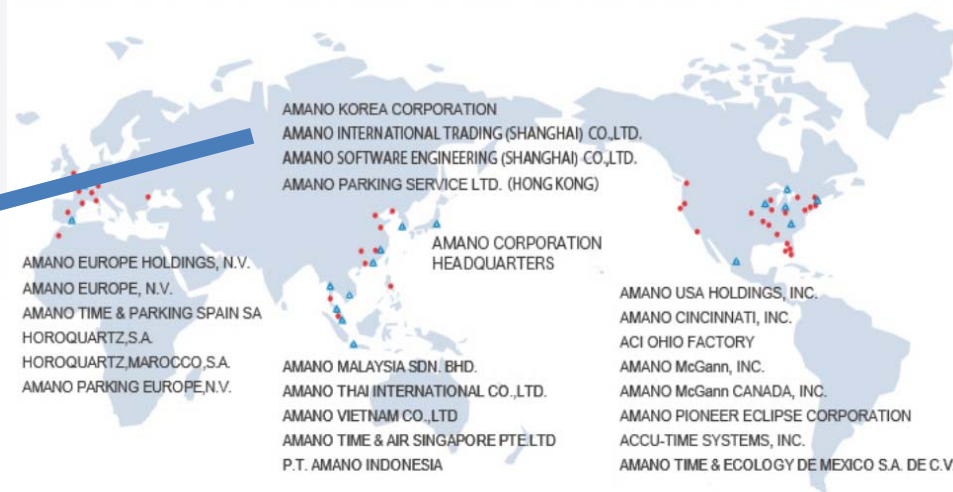 AMANO KOREA CORPORATION
AMANO INTERNATIONAL TRADING (SHANGHAI) CO.,LTD.
AMANO SOFTWARE ENGINEERING (SHANGHAI) CO.,LTD.
AMANO PARKING SERVICE LTD. (HONG KONG)
AMANO CORPORATION
HEADQUARTERS
AMANO EUROPE HOLDINGS, N.V.
AMANO EUROPE, N.V.
AMANO TIME & PARKING SPAIN SA
HOROQUARTZ,S.A.
HOROQUARTZ,MAROCCO,S.A.
AMANO PARKING EUROPE,N.V.
AMANO MALAYSIA SDN. BHD.
AMANO THAI INTERNATIONAL CO.,LTD.
AMANO VIETNAM CO.,LTD
AMANO TIME & AIR SINGAPORE PTE.LTD
P.T. AMANO INDONESIA
AMANO USA HOLDINGS, INC.
AMANO CINCINNATI, INC.
ACI OHIO FACTORY
AMANO McGann, INC.
AMANO McGann CANADA, INC.
AMANO PIONEER ECLIPSE CORPORATION
ACCU-TIME SYSTEMS, INC.
AMANO TIME & ECOLOGY DE MEXICO S.A. DE C.V.